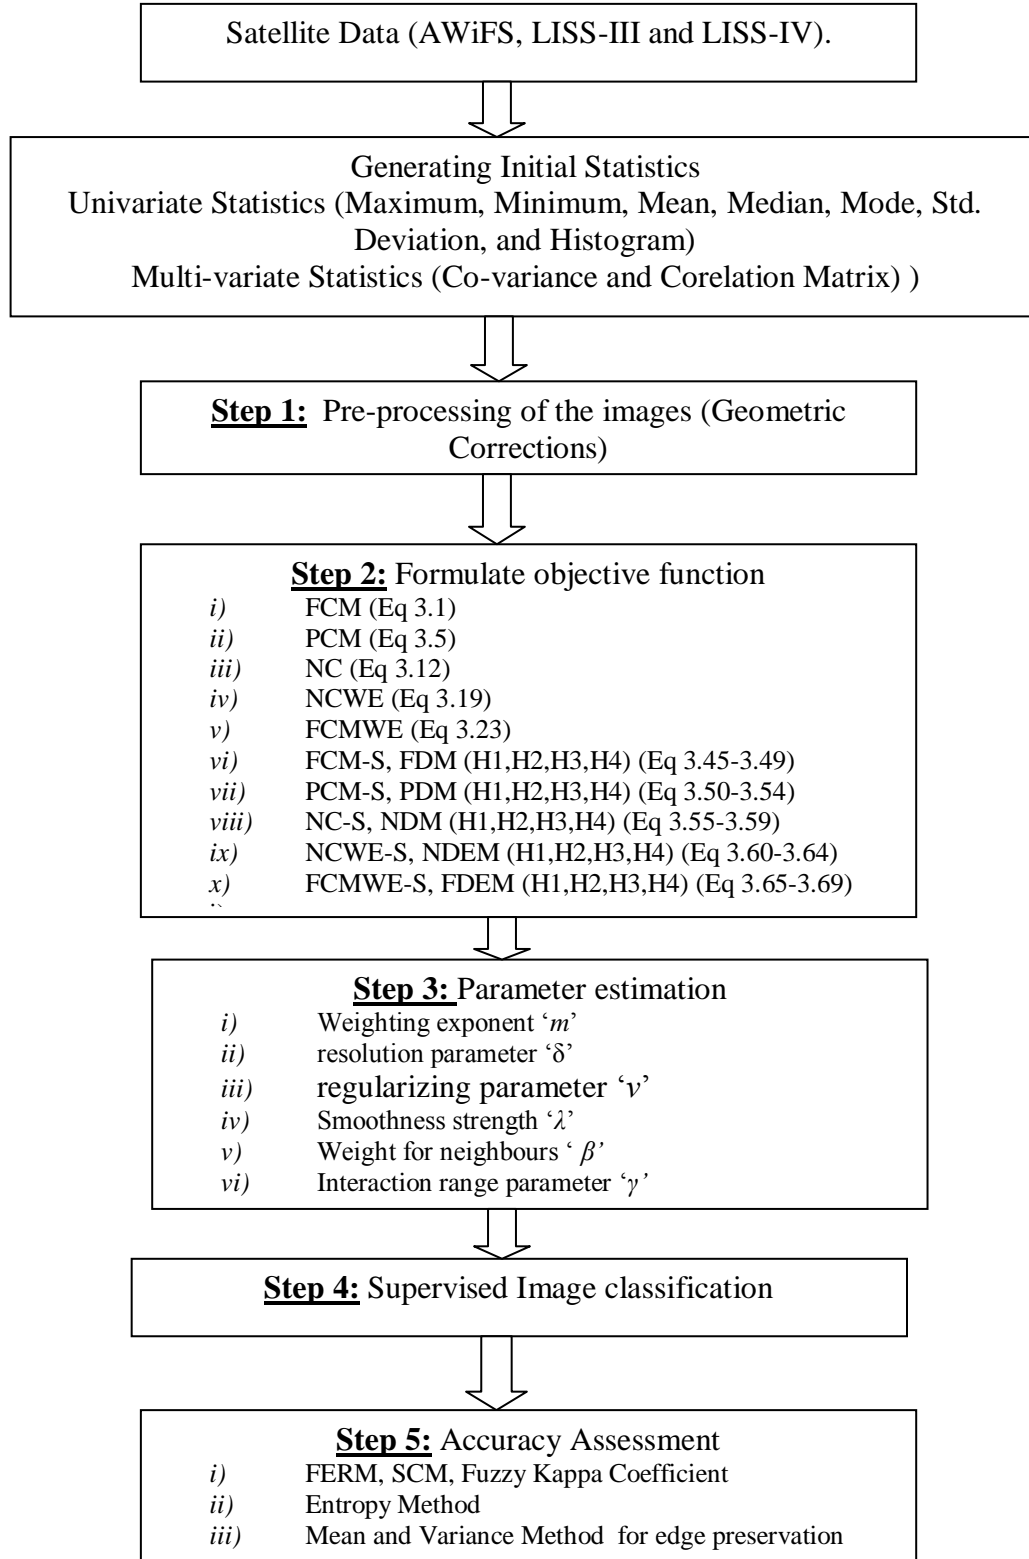 Satellite Data (AWiFS, LISS-III and LISS-IV).
Generating Initial Statistics
Univariate Statistics (Maximum, Minimum, Mean, Median, Mode, Std.
Deviation, and Histogram)
Multi-variate Statistics (Co-variance and Corelation Matrix) )
Step 1: Pre-processing of the images (Geometric
Corrections)
Step 2: Formulate objective function
i) FCM (Eq 3.1)
ii) PCM (Eq 3.5)
iii) NC (Eq 3.12)
iv) NCWE (Eq 3.19)
v) FCMWE (Eq 3.23)
vi) FCM-S, FDM (H1,H2,H3,H4) (Eq 3.45-3.49)
vii) PCM-S, PDM (H1,H2,H3,H4) (Eq 3.50-3.54)
viii) NC-S, NDM (H1,H2,H3,H4) (Eq 3.55-3.59)
ix) NCWE-S, NDEM (H1,H2,H3,H4) (Eq 3.60-3.64)
x) FCMWE-S, FDEM (H1,H2,H3,H4) (Eq 3.65-3.69)
Step 3: Parameter estimation
i) Weighting exponent ‘m’
ii) resolution parameter ‘δ’
iii) regularizing parameter ‘ν’
iv) Smoothness strength ‘λ’
v) Weight for neighbours ‘ β’
vi) Interaction range parameter ‘γ’
Step 4: Supervised Image classification
Step 5: Accuracy Assessment
i) FERM, SCM, Fuzzy Kappa Coefficient
ii) Entropy Method
iii) Mean and Variance Method for edge preservation